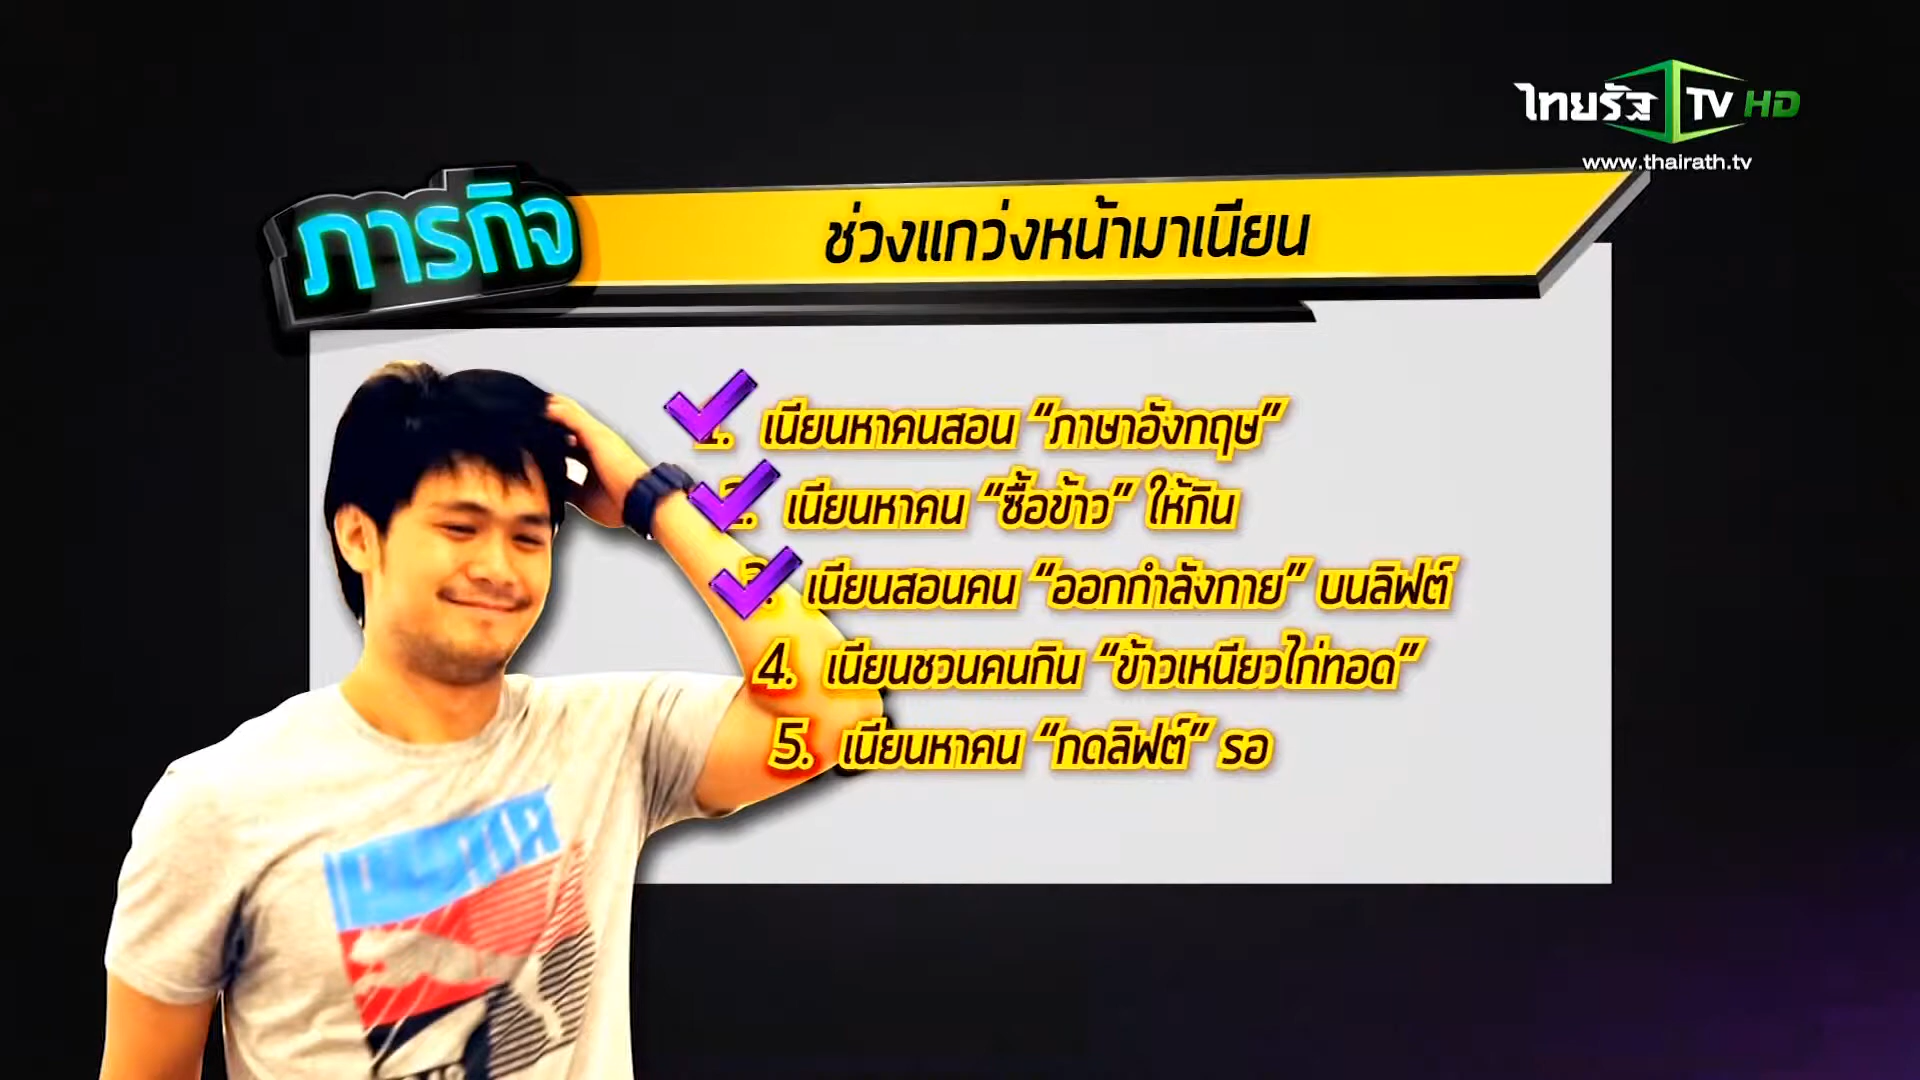 ไทยรัฐ TV HD
www.thairath.tv
ภารกิจ
ช่วงแกว่งหน้ามาเนียน
1. เนียนหาคนสอน “ภาษาอังกฤษ”
2. เนียนหาคน “ซื้อข้าว” ให้กิน
3. เนียนสอนคน “ออกกำลังกาย” บนลิฟต์
4. เนียนชวนคนกิน “ข้าวเหนียวไก่ทอด”
5. เนียนหาคน “กดลิฟต์” รอ